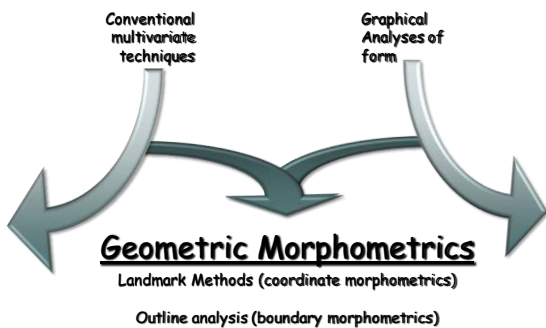 Conventional
multivariate
techniques
Graphical
Analyses of
form
Geometric Morphometrics
Landmark Methods (coordinate morphometrics)
Outline analysis (boundary morphometrics)